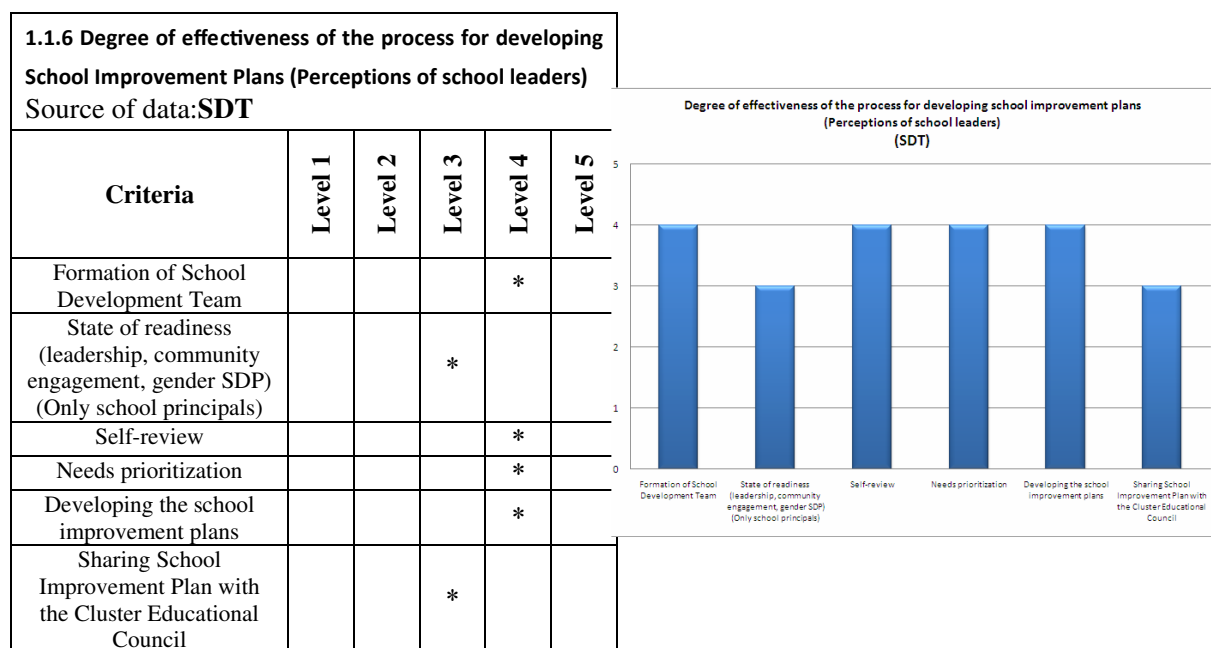 1.1.6 Degree of effectiveness of the process for developing
School Improvement Plans (Perceptions of school leaders)
Source of data:SDT
Criteria
Level 1
Level 2
Level 3
Level 4
Level 5
Formation of School
Development Team
*
State of readiness
(leadership, community
engagement, gender SDP)
(Only school principals)
*
Self-review
*
Needs prioritization
*
Developing the school
improvement plans
*
Sharing School
Improvement Plan with
the Cluster Educational
Council
*
Degree of effectiveness of the process for developing school improvement plans
(Perceptions of school leaders)
(SDT)
5
4
3
2
1
0
Formation of School
Development Team
State of readiness
(leadership, community
engagement, gender SDP)
(Only school principals)
Self-review
Needs prioritization
Developing the school
improvement plans
Sharing School
Improvement Plan with
the Cluster Educational
Council